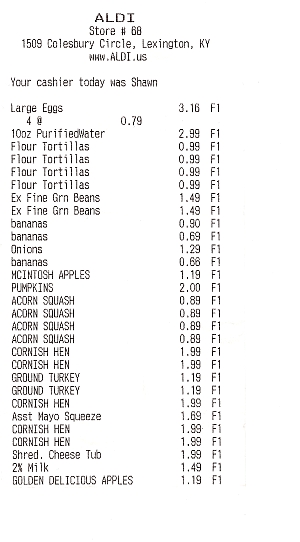 ALDI
Store # 68
1509 Colesbury Circle, Lexington, KY
www.ALDI.us
Your cashier today was Shawn
Large Eggs 3.16 F1
4 @ 0.79
10oz PurifiedWater 2.99 F1
Flour Tortillas 0.99 F1
Flour Tortillas 0.99 F1
Flour Tortillas 0.99 F1
Flour Tortillas 0.99 F1
Ex Fine Grn Beans 1.49 F1
Ex Fine Grn Beans 1.49 F1
bananas 0.90 F1
bananas 0.69 F1
Onions 1.29 F1
bananas 0.66 F1
MCINTOSH APPLES 1.19 F1
PUMPKINS 2.00 F1
ACORN SQUASH 0.89 F1
ACORN SQUASH 0.89 F1
ACORN SQUASH 0.89 F1
ACORN SQUASH 0.89 F1
CORNISH HEN 1.99 F1
CORNISH HEN 1.99 F1
GROUND TURKEY 1.19 F1
GROUND TURKEY 1.19 F1
CORNISH HEN 1.99 F1
Asst Mayo Squeeze 1.69 F1
CORNISH HEN 1.99 F1
CORNISH HEN 1.99 F1
Shred. Cheese Tub 1.99 F1
2% Milk 1.49 F1
GOLDEN DELICIOUS APPLES 1.19 F1